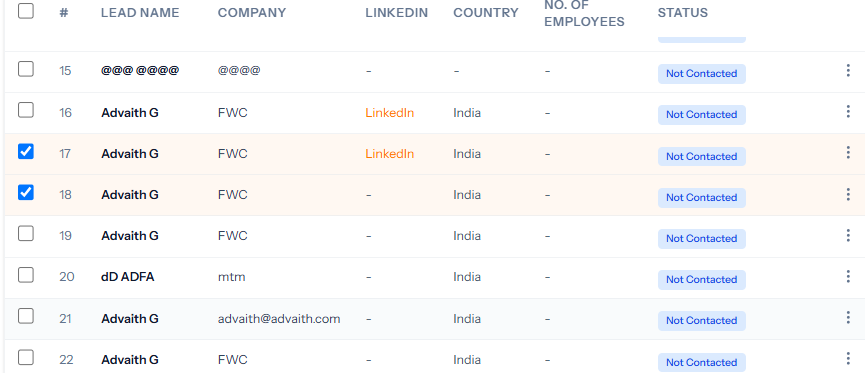 # LEAD NAME COMPANY LINKEDIN COUNTRY NO. OF EMPLOYEES STATUS
15 @@@ @@@@ @@@@ - - - Not Contacted
16 Advaith G FWC LinkedIn India - Not Contacted
17 Advaith G FWC LinkedIn India - Not Contacted
18 Advaith G FWC - India - Not Contacted
19 Advaith G FWC - India - Not Contacted
20 dD ADFA mtm - India - Not Contacted
21 Advaith G advaith@advaith.com - India - Not Contacted
22 Advaith G FWC - India - Not Contacted